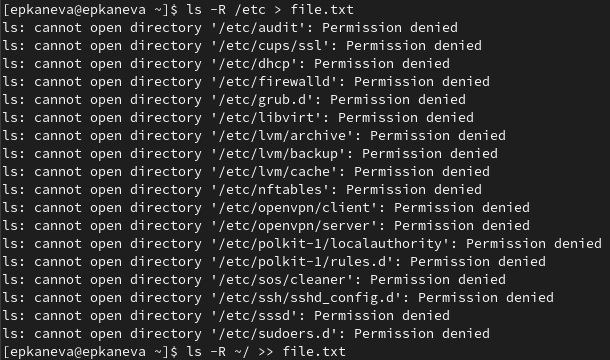 [epkaneva@epkaneva ~]$ ls -R /etc > file.txt
ls: cannot open directory '/etc/audit': Permission denied
ls: cannot open directory '/etc/cups/ssl': Permission denied
ls: cannot open directory '/etc/dhcp': Permission denied
ls: cannot open directory '/etc/firewalld': Permission denied
ls: cannot open directory '/etc/grub.d': Permission denied
ls: cannot open directory '/etc/libvirt': Permission denied
ls: cannot open directory '/etc/lvm/archive': Permission denied
ls: cannot open directory '/etc/lvm/backup': Permission denied
ls: cannot open directory '/etc/lvm/cache': Permission denied
ls: cannot open directory '/etc/nftables': Permission denied
ls: cannot open directory '/etc/openvpn/client': Permission denied
ls: cannot open directory '/etc/openvpn/server': Permission denied
ls: cannot open directory '/etc/polkit-1/localauthority': Permission denied
ls: cannot open directory '/etc/polkit-1/rules.d': Permission denied
ls: cannot open directory '/etc/sos/cleaner': Permission denied
ls: cannot open directory '/etc/ssh/sshd_config.d': Permission denied
ls: cannot open directory '/etc/sssd': Permission denied
ls: cannot open directory '/etc/sudoers.d': Permission denied
[epkaneva@epkaneva ~]$ ls -R ~/ >> file.txt